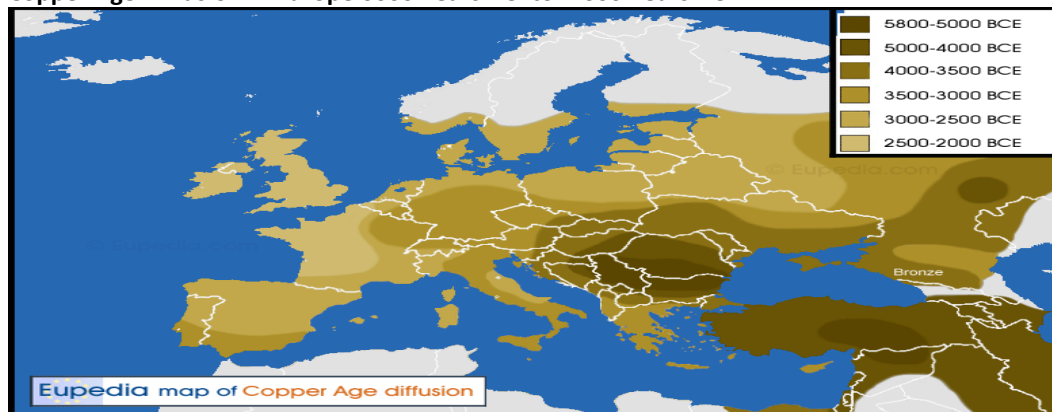 5800-5000 BCE
5000-4000 BCE
4000-3500 BCE
3500-3000 BCE
3000-2500 BCE
2500-2000 BCE
© Eupedia.com
© Eupedia.com
Bronze
Eupedia map of Copper Age diffusion